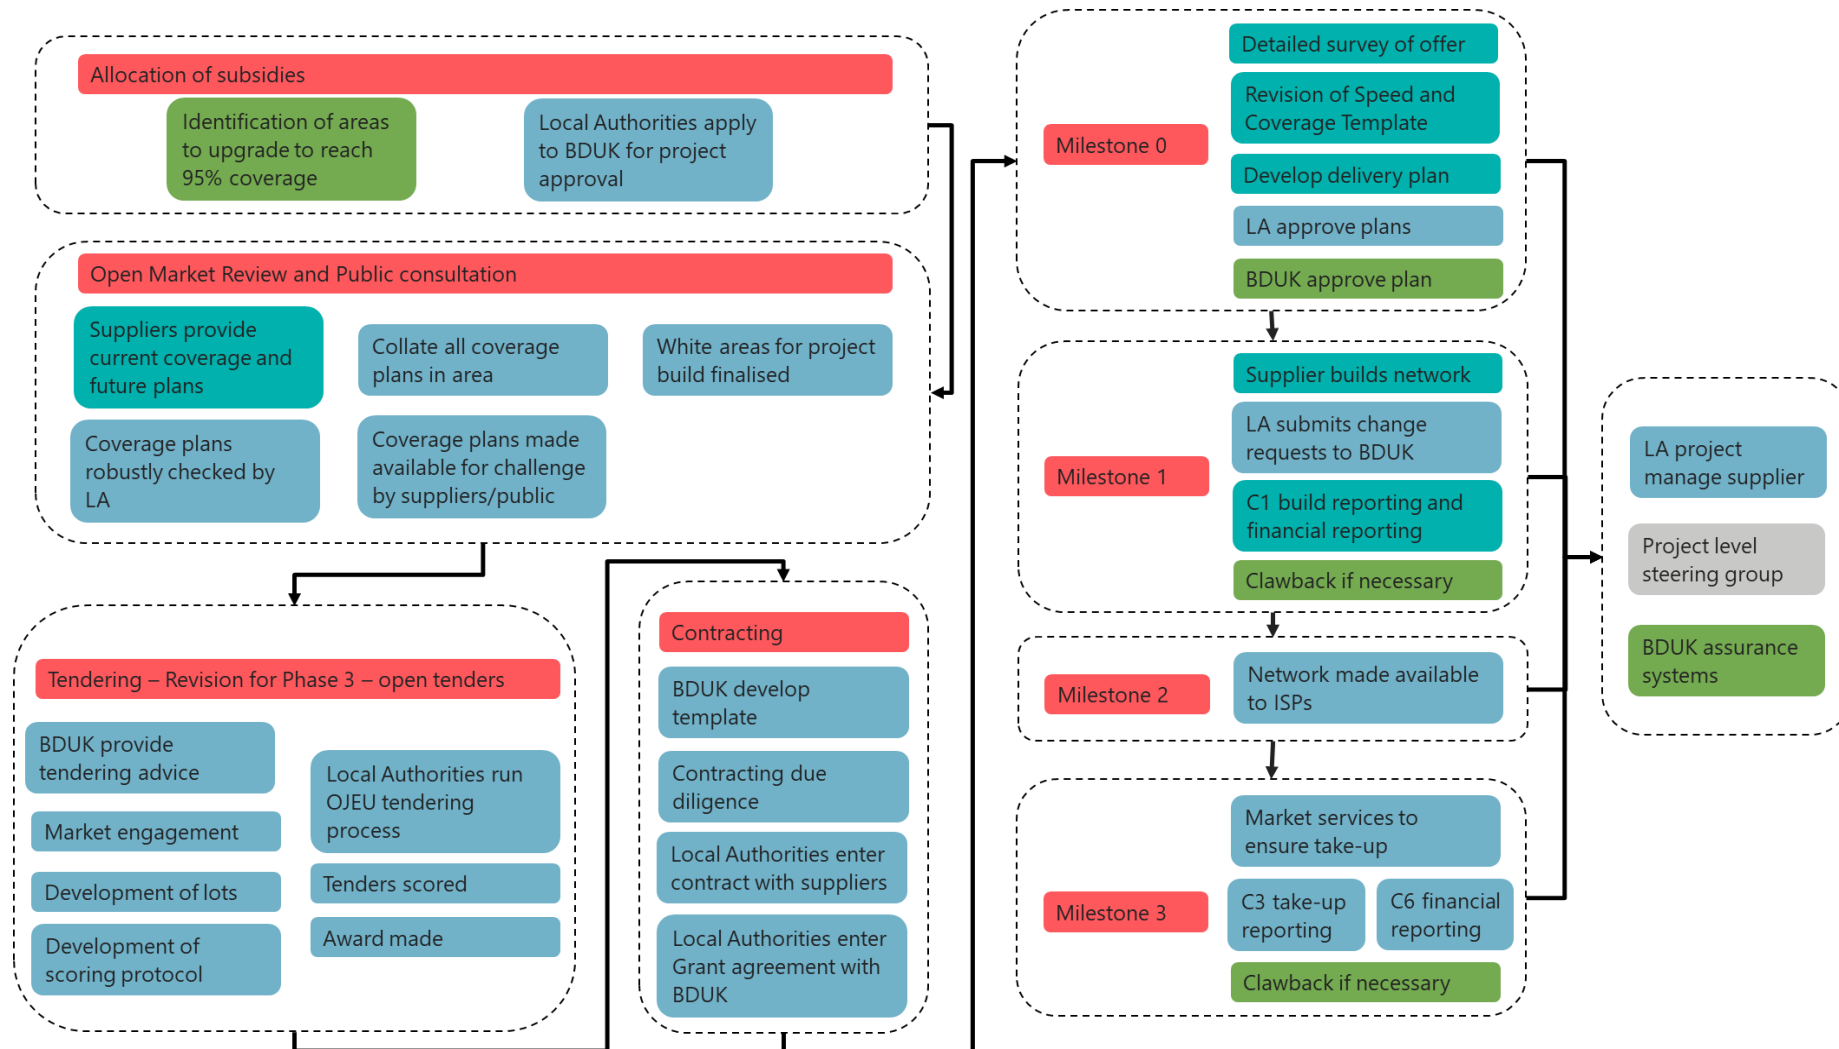 Allocation of subsidies
Identification of areas
to upgrade to reach
95% coverage
Local Authorities apply
to BDUK for project
approval
Open Market Review and Public consultation
Suppliers provide
current coverage and
future plans
Collate all coverage
plans in area
White areas for project
build finalised
Coverage plans
robustly checked by
LA
Coverage plans made
available for challenge
by suppliers/public
Tendering – Revision for Phase 3 – open tenders
BDUK provide
tendering advice
Market engagement
Development of lots
Development of
scoring protocol
Local Authorities run
OJEU tendering
process
Tenders scored
Award made
Contracting
BDUK develop
template
Contracting due
diligence
Local Authorities enter
contract with suppliers
Local Authorities enter
Grant agreement with
BDUK
Milestone 0
Detailed survey of offer
Revision of Speed and
Coverage Template
Develop delivery plan
LA approve plans
BDUK approve plan
Milestone 1
Supplier builds network
LA submits change
requests to BDUK
C1 build reporting and
financial reporting
Clawback if necessary
Milestone 2
Network made available
to ISPs
Milestone 3
Market services to
ensure take-up
C3 take-up
reporting
C6 financial
reporting
Clawback if necessary
LA project
manage supplier
Project level
steering group
BDUK assurance
systems